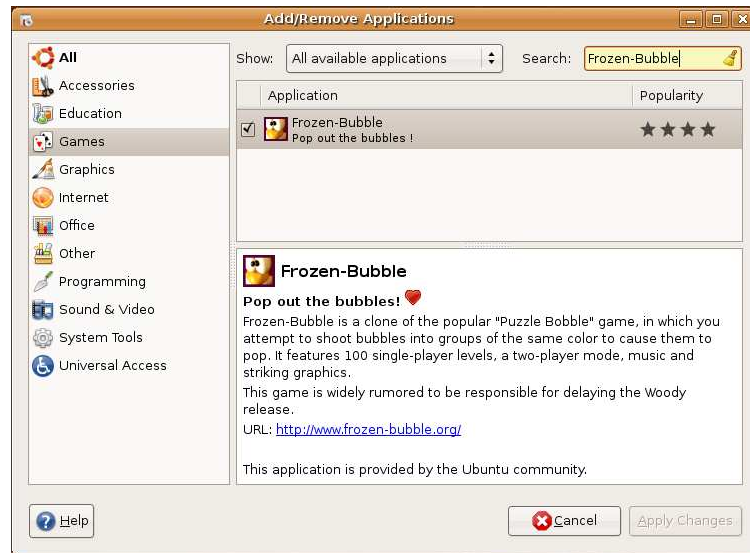 Add/Remove Applications
All
Accessories
Education
Games
Graphics
Internet
Office
Other
Programming
Sound & Video
System Tools
Universal Access
Show: All available applications Search: Frozen-Bubble
Application Popularity
Frozen-Bubble
Pop out the bubbles !
Frozen-Bubble
Pop out the bubbles!
Frozen-Bubble is a clone of the popular "Puzzle Bobble" game, in which you
attempt to shoot bubbles into groups of the same color to cause them to
pop. It features 100 single-player levels, a two-player mode, music and
striking graphics.
This game is widely rumored to be responsible for delaying the Woody
release.
URL: http://www.frozen-bubble.org/
This application is provided by the Ubuntu community.
Help Cancel Apply Changes